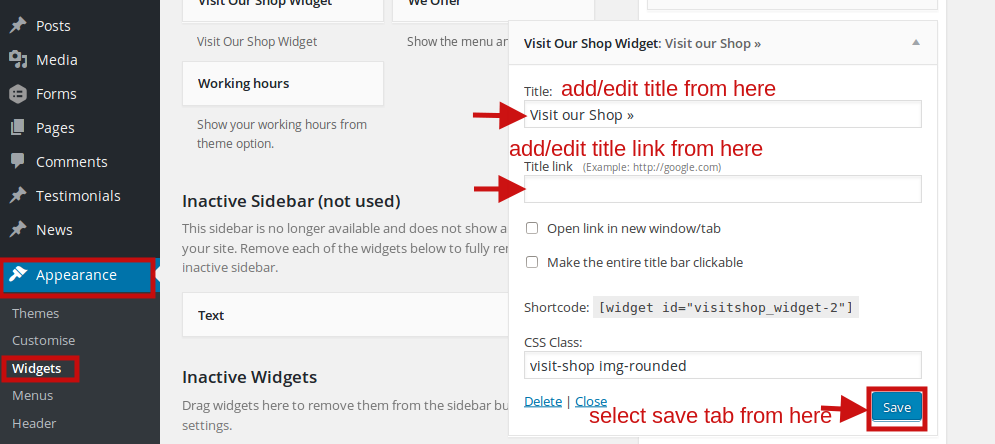 Posts
Media
Forms
Pages
Comments
Testimonials
News
Appearance
Themes
Customise
Widgets
Menus
Header
Visit Our Shop Widget
Visit Our Shop Widget
We Offer
Show the menu an
Working hours
Show your working hours from
theme option.
Inactive Sidebar (not used)
This sidebar is no longer available and does not show a
your site. Remove each of the widgets below to fully rem
inactive sidebar.
Text
Inactive Widgets
Drag widgets here to remove them from the sidebar bu
settings.
Visit Our Shop Widget: Visit our Shop »
Title: add/edit title from here
Visit our Shop »
add/edit title link from here
Title link (Example: http://google.com)
Open link in new window/tab
Make the entire title bar clickable
Shortcode: [widget id="visitshop_widget-2"]
CSS Class:
visit-shop img-rounded
Delete | Close
select save tab from here
Save